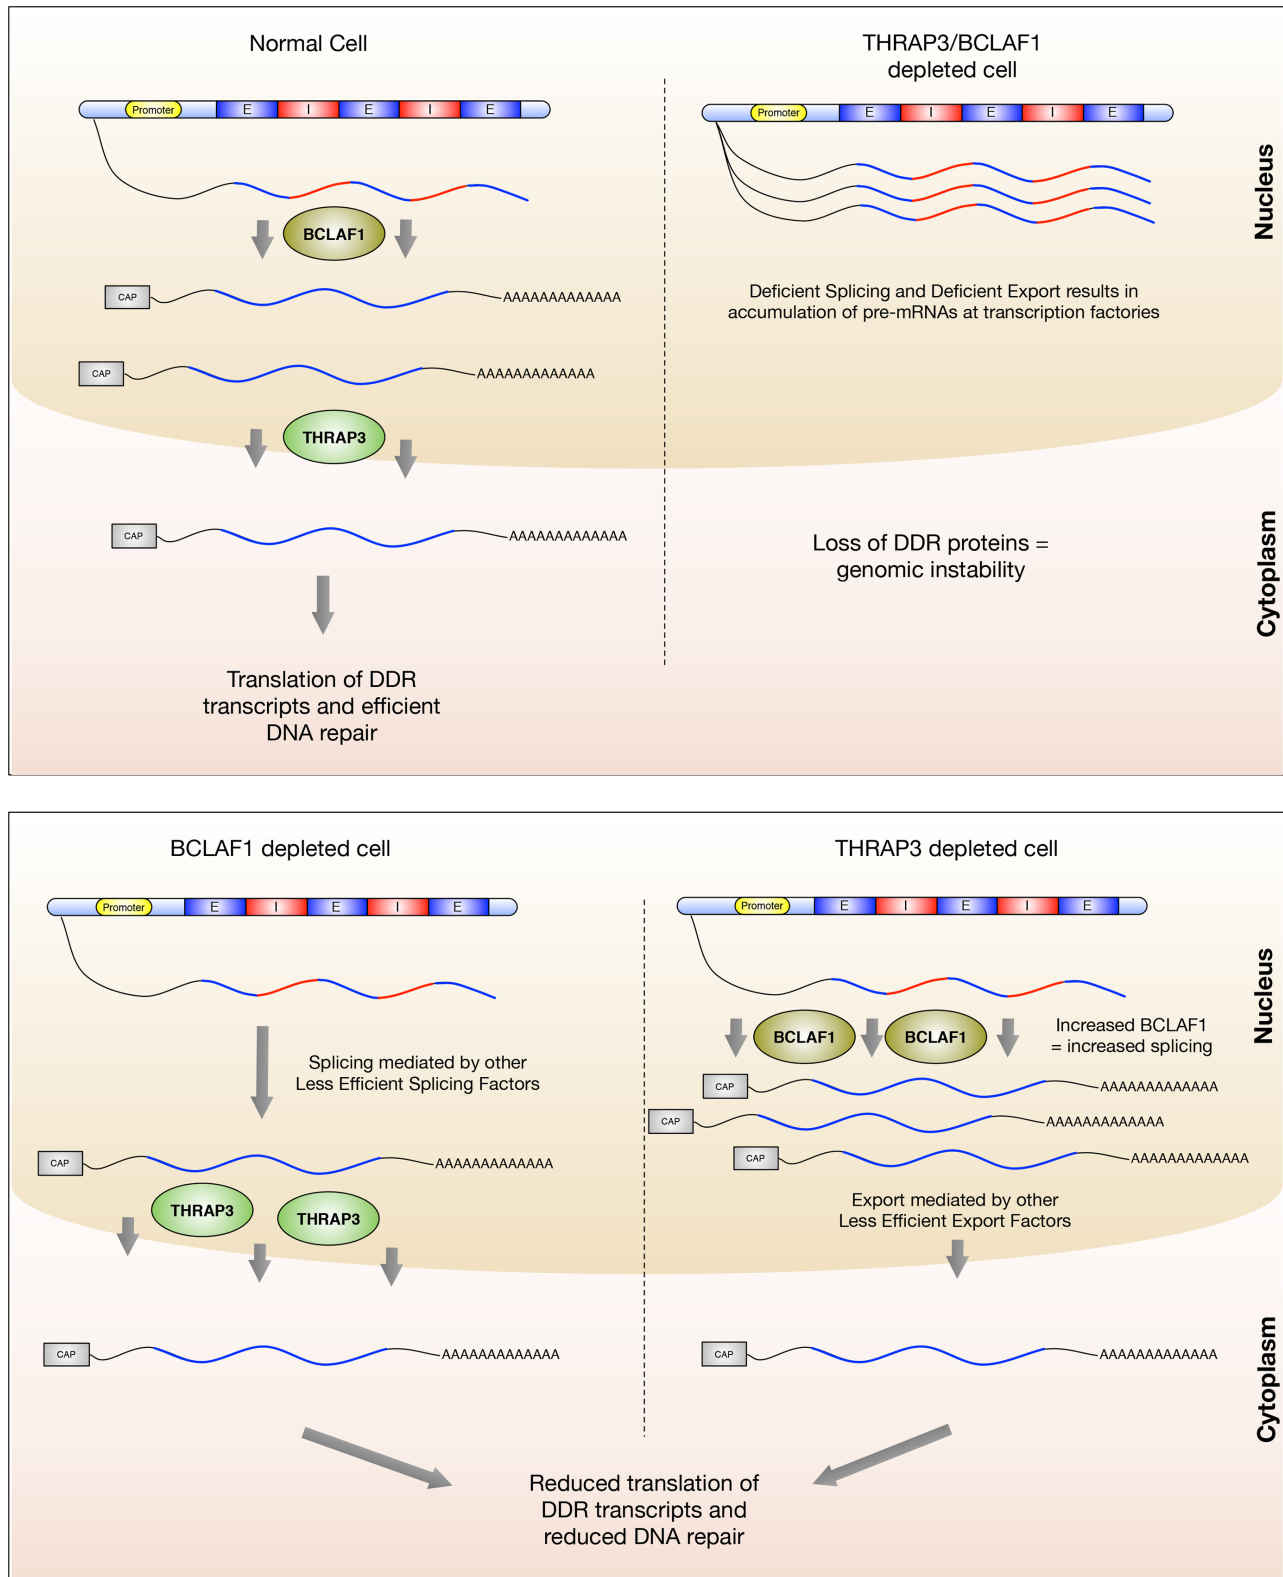 Normal Cell
Promoter E I E I E
BCLAF1
CAP AAAAAAAAAAAAA
CAP AAAAAAAAAAAAA
THRAP3
CAP AAAAAAAAAAAAA
Translation of DDR
transcripts and efficient
DNA repair
THRAP3/BCLAF1
depleted cell
Promoter E I E I E
Deficient Splicing and Deficient Export results in
accumulation of pre-mRNAs at transcription factories
Loss of DDR proteins =
genomic instability
Nucleus
Cytoplasm
BCLAF1 depleted cell
Promoter E I E I E
Splicing mediated by other
Less Efficient Splicing Factors
CAP AAAAAAAAAAAAA
THRAP3 THRAP3
CAP AAAAAAAAAAAAA
THRAP3 depleted cell
Promoter E I E I E
BCLAF1 BCLAF1
Increased BCLAF1
= increased splicing
CAP AAAAAAAAAAAAA
CAP AAAAAAAAAAAAA
CAP AAAAAAAAAAAAA
Export mediated by other
Less Efficient Export Factors
CAP AAAAAAAAAAAAA
Reduced translation of
DDR transcripts and
reduced DNA repair
Nucleus
Cytoplasm